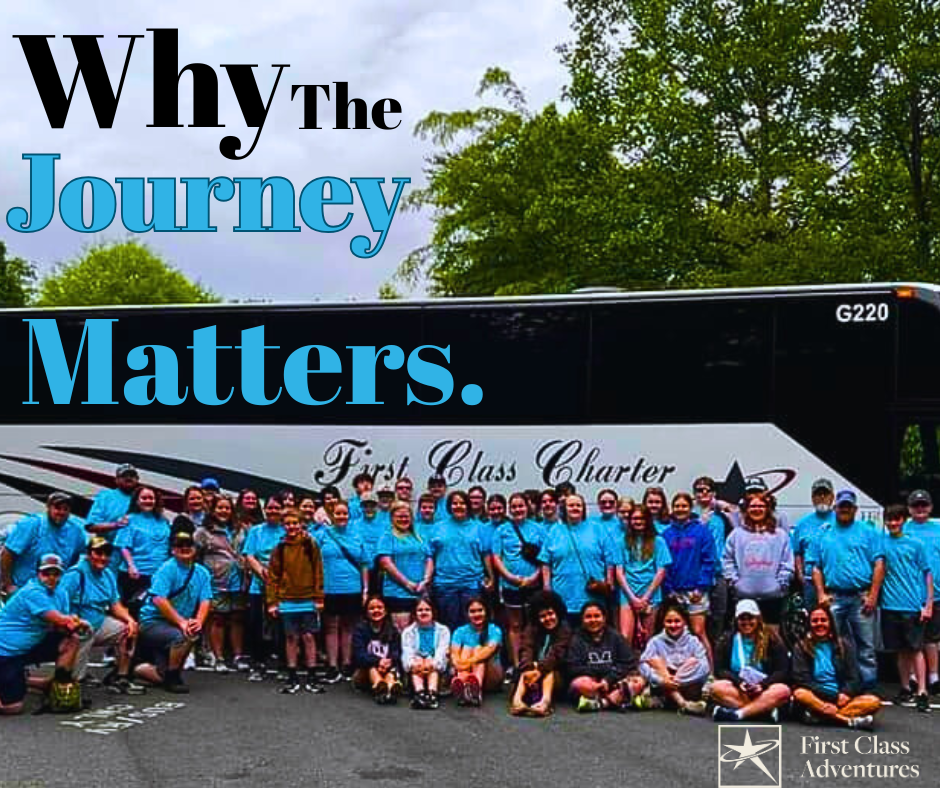 Why The
Journey
Matters.
G220
First Class Charter
First Class
Adventures